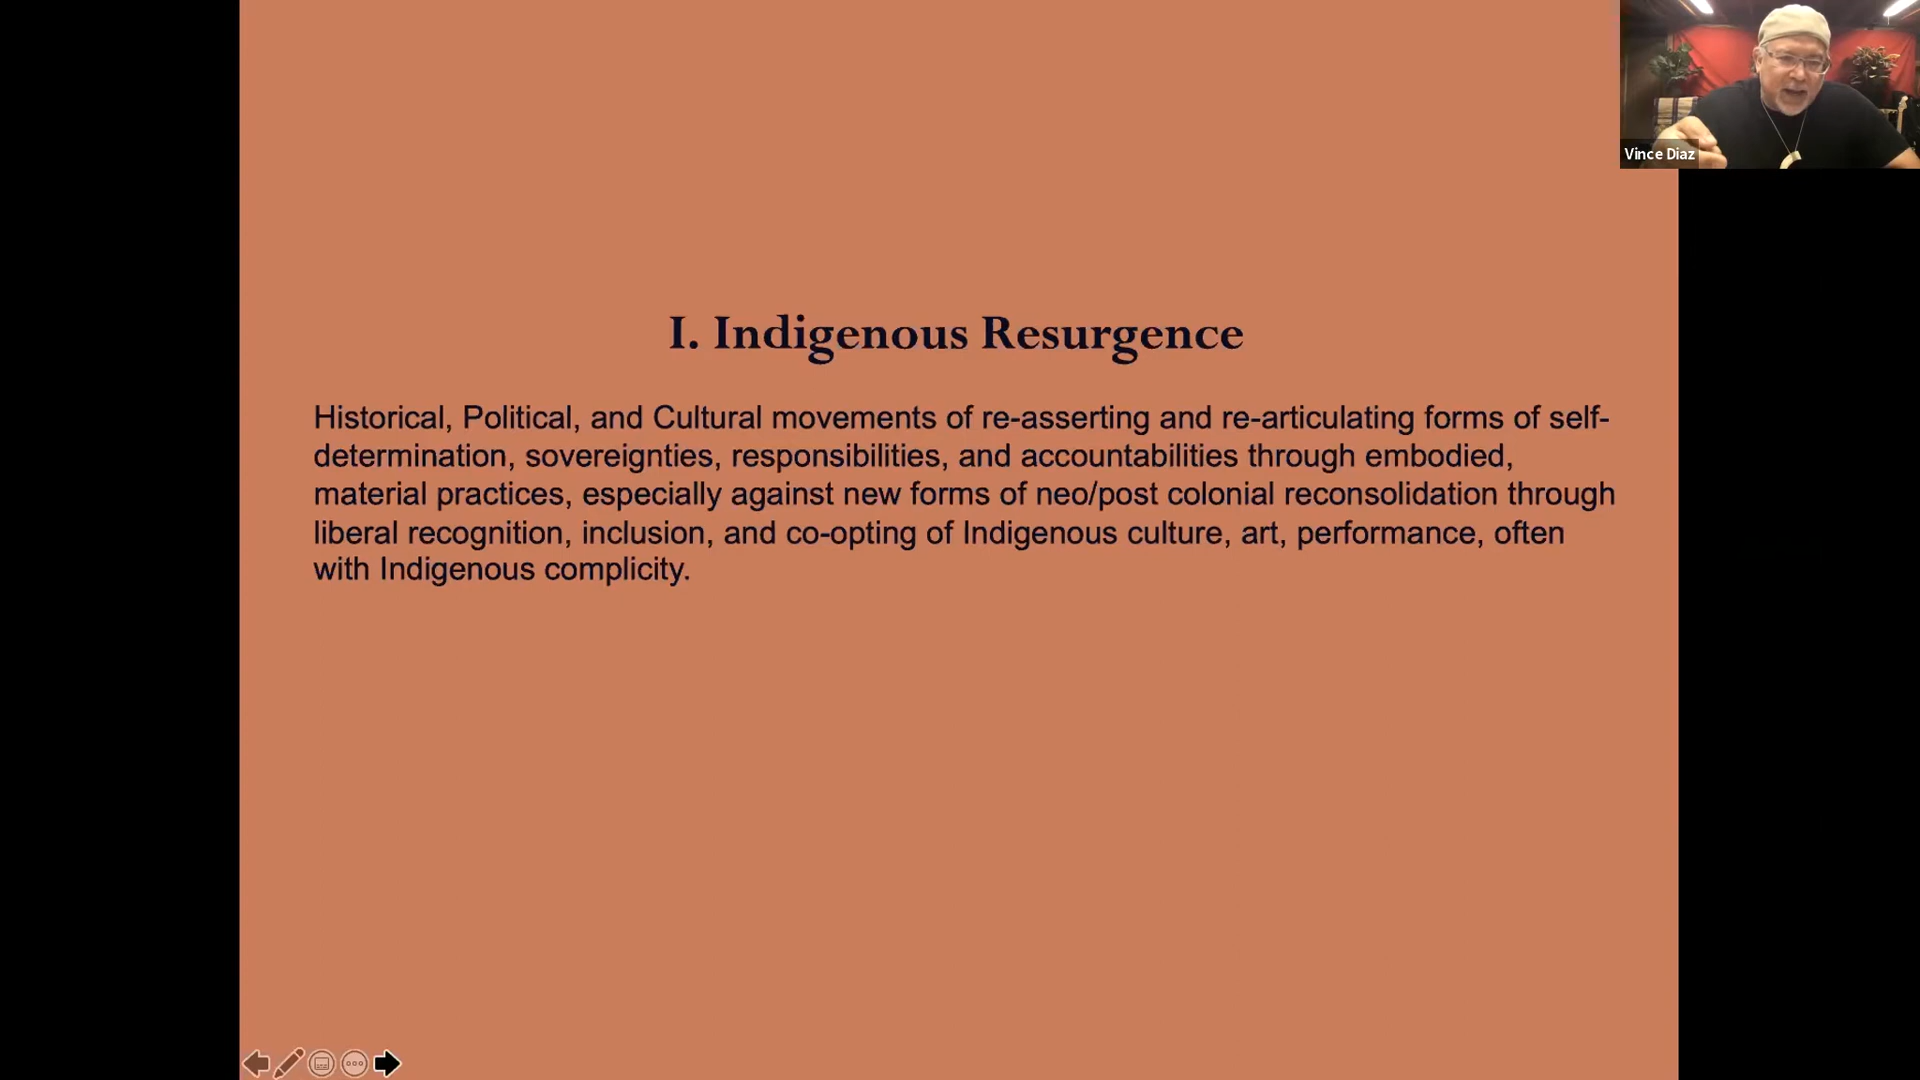 Vince Diaz
I. Indigenous Resurgence
Historical, Political, and Cultural movements of re-asserting and re-articulating forms of self-
determination, sovereignties, responsibilities, and accountabilities through embodied,
material practices, especially against new forms of neo/post colonial reconsolidation through
liberal recognition, inclusion, and co-opting of Indigenous culture, art, performance, often
with Indigenous complicity.